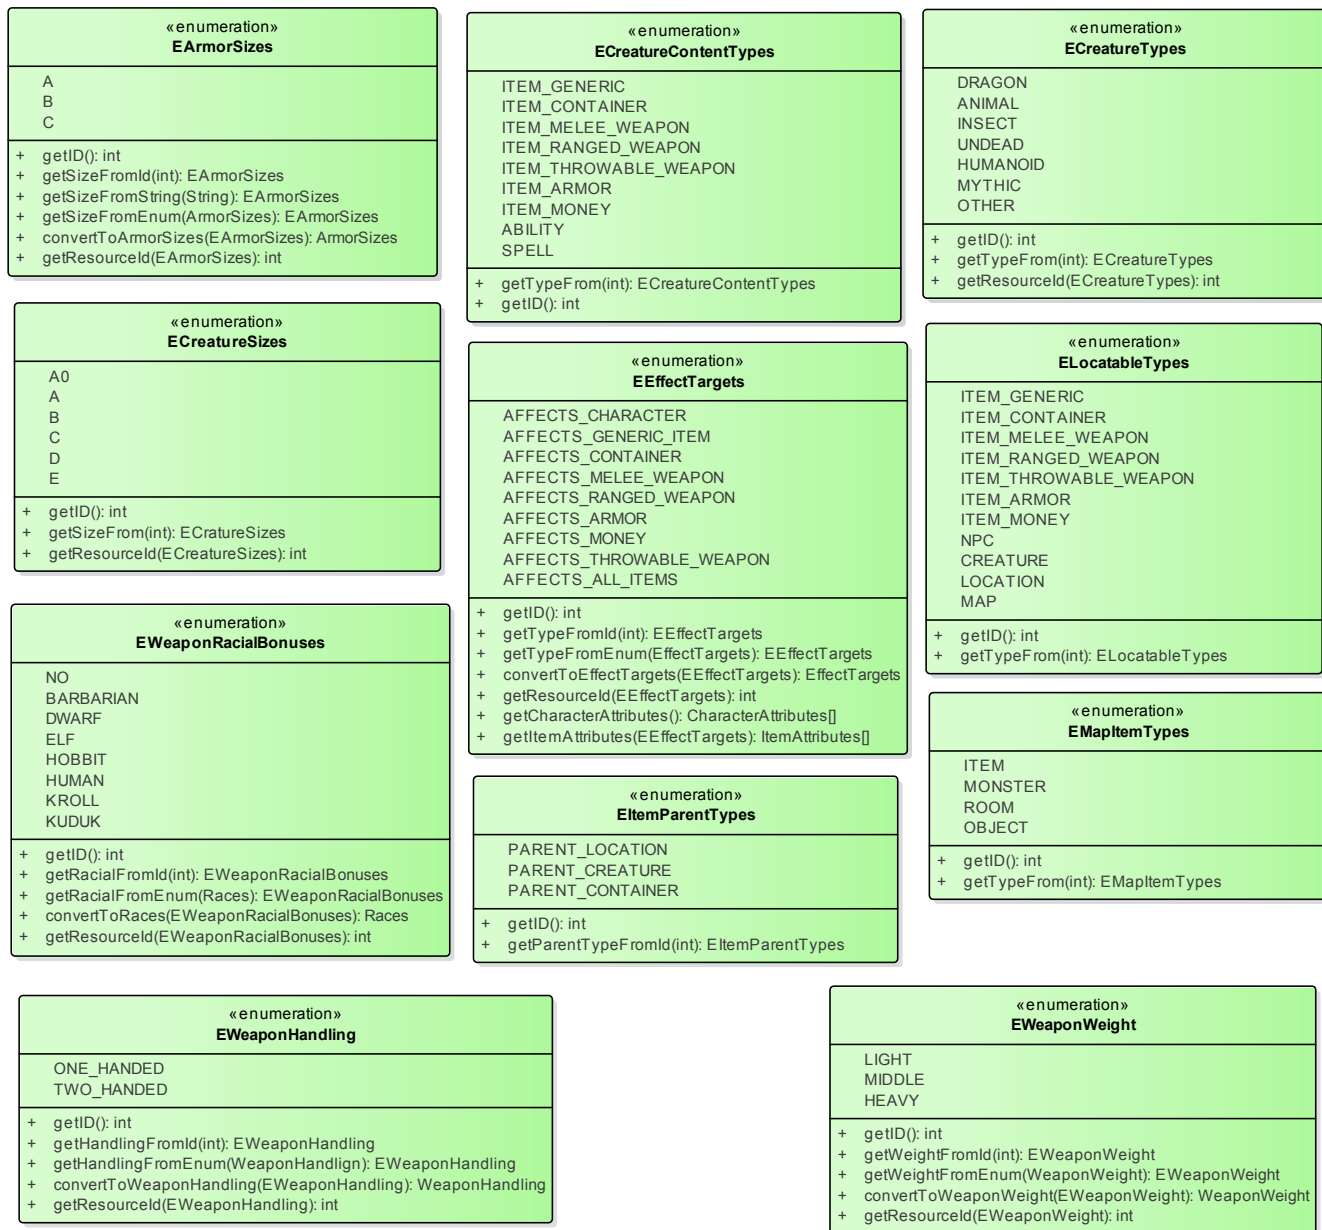 «enumeration»
EArmorSizes
A
B
C
+ getID(): int
+ getSizeFromId(int): EArmorSizes
+ getSizeFromString(String): EArmorSizes
+ getSizeFromEnum(ArmorSizes): EArmorSizes
+ convertToArmorSizes(EArmorSizes): ArmorSizes
+ getResourceId(EArmorSizes): int
«enumeration»
ECreatureContentTypes
ITEM_GENERIC
ITEM_CONTAINER
ITEM_MELEE_WEAPON
ITEM_RANGED_WEAPON
ITEM_THROWABLE_WEAPON
ITEM_ARMOR
ITEM_MONEY
ABILITY
SPELL
+ getTypeFrom(int): ECreatureContentTypes
+ getID(): int
«enumeration»
ECreatureTypes
DRAGON
ANIMAL
INSECT
UNDEAD
HUMANOID
MYTHIC
OTHER
+ getID(): int
+ getTypeFrom(int): ECreatureTypes
+ getResourceId(ECreatureTypes): int
«enumeration»
ECreatureSizes
A0
A
B
C
D
E
+ getID(): int
+ getSizeFrom(int): ECratureSizes
+ getResourceId(ECreatureSizes): int
«enumeration»
EEffectTargets
AFFECTS_CHARACTER
AFFECTS_GENERIC_ITEM
AFFECTS_CONTAINER
AFFECTS_MELEE_WEAPON
AFFECTS_RANGED_WEAPON
AFFECTS_ARMOR
AFFECTS_MONEY
AFFECTS_THROWABLE_WEAPON
AFFECTS_ALL_ITEMS
+ getID(): int
+ getTypeFromId(int): EEffectTargets
+ getTypeFromEnum(EffectTargets): EEffectTargets
+ convertToEffectTargets(EEffectTargets): EffectTargets
+ getResourceId(EEffectTargets): int
+ getCharacterAttributes(): CharacterAttributes[]
+ getItemAttributes(EEffectTargets): ItemAttributes[]
«enumeration»
ELocatableTypes
ITEM_GENERIC
ITEM_CONTAINER
ITEM_MELEE_WEAPON
ITEM_RANGED_WEAPON
ITEM_THROWABLE_WEAPON
ITEM_ARMOR
ITEM_MONEY
NPC
CREATURE
LOCATION
MAP
+ getID(): int
+ getTypeFrom(int): ELocatableTypes
«enumeration»
EWeaponRacialBonuses
NO
BARBARIAN
DWARF
ELF
HOBBIT
HUMAN
KROLL
KUDUK
+ getID(): int
+ getRacialFromId(int): EWeaponRacialBonuses
+ getRacialFromEnum(Races): EWeaponRacialBonuses
+ convertToRaces(EWeaponRacialBonuses): Races
+ getResourceId(EWeaponRacialBonuses): int
«enumeration»
EItemParentTypes
PARENT_LOCATION
PARENT_CREATURE
PARENT_CONTAINER
+ getID(): int
+ getParentTypeFromId(int): EItemParentTypes
«enumeration»
EMapItemTypes
ITEM
MONSTER
ROOM
OBJECT
+ getID(): int
+ getTypeFrom(int): EMapItemTypes
«enumeration»
EWeaponHandling
ONE_HANDED
TWO_HANDED
+ getID(): int
+ getHandlingFromId(int): EWeaponHandling
+ getHandlingFromEnum(WeaponHandlign): EWeaponHandling
+ convertToWeaponHandling(EWeaponHandling): WeaponHandling
+ getResourceId(EWeaponHandling): int
«enumeration»
EWeaponWeight
LIGHT
MIDDLE
HEAVY
+ getID(): int
+ getWeightFromId(int): EWeaponWeight
+ getWeightFromEnum(WeaponWeight): EWeaponWeight
+ convertToWeaponWeight(EWeaponWeight): WeaponWeight
+ getResourceId(EWeaponWeight): int